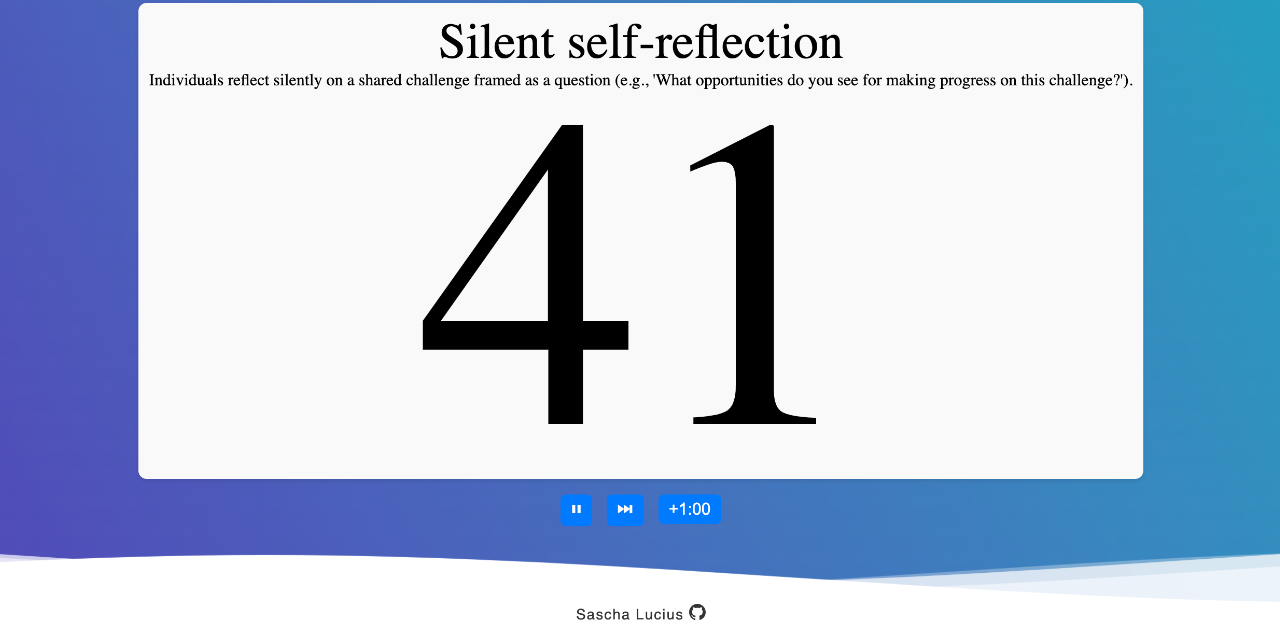 Silent self-reflection
Individuals reflect silently on a shared challenge framed as a question (e.g., 'What opportunities do you see for making progress on this challenge?').
41
+1:00
Sascha Lucius